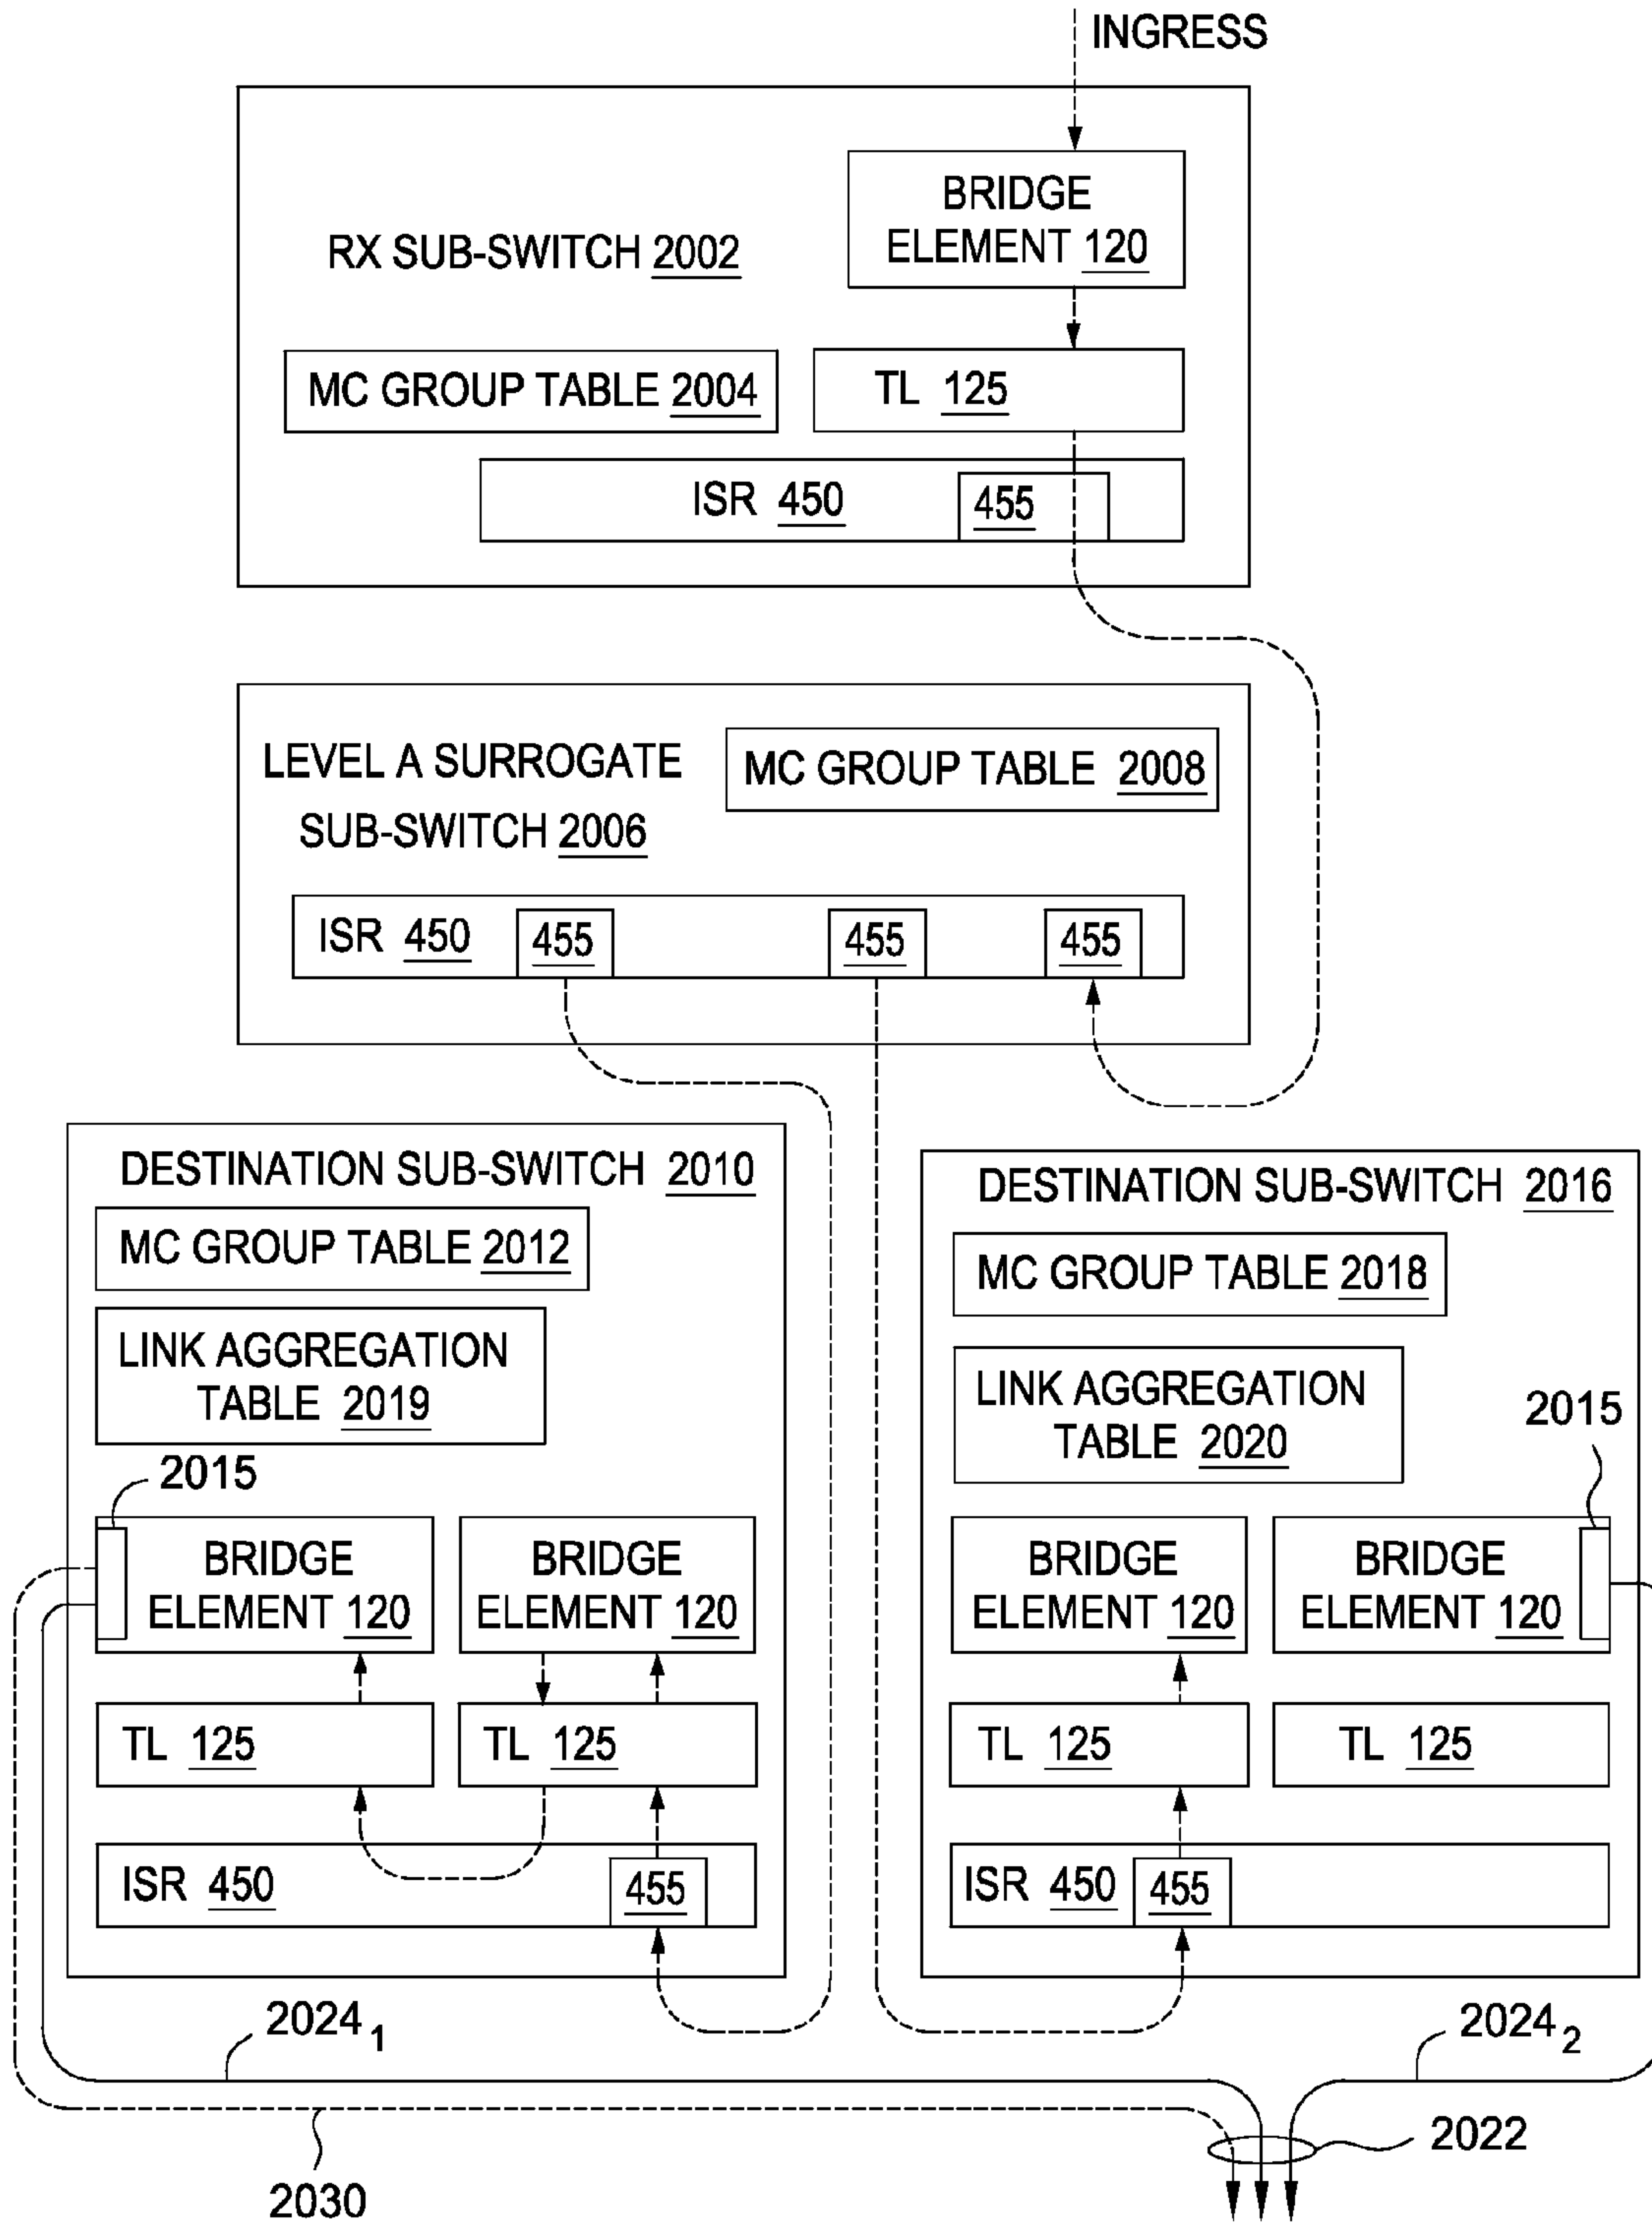 INGRESS
BRIDGE
ELEMENT 120
RX SUB-SWITCH 2002
MC GROUP TABLE 2004
TL 125
ISR 450
455
LEVEL A SURROGATE
SUB-SWITCH 2006
MC GROUP TABLE 2008
ISR 450
455
455
455
DESTINATION SUB-SWITCH 2010
MC GROUP TABLE 2012
LINK AGGREGATION
TABLE 2019
2015
BRIDGE
ELEMENT 120
BRIDGE
ELEMENT 120
TL 125
TL 125
ISR 450
455
DESTINATION SUB-SWITCH 2016
MC GROUP TABLE 2018
LINK AGGREGATION
TABLE 2020
2015
BRIDGE
ELEMENT 120
BRIDGE
ELEMENT 120
TL 125
TL 125
ISR 450
455
2024 1
2024 2
2022
2030